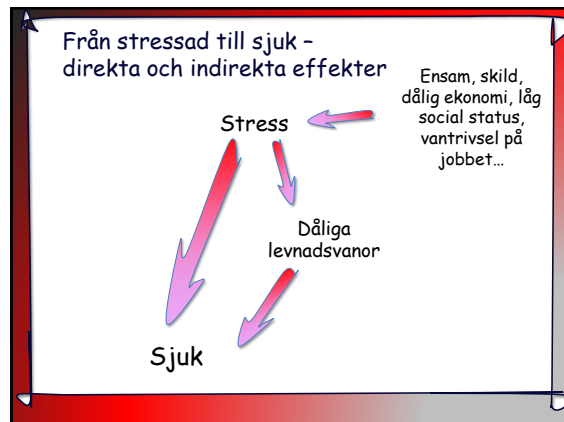 Från stressad till sjuk –
direkta och indirekta effekter
Ensam, skild,
dålig ekonomi, låg
social status,
vantrivsel på
jobbet…
Stress
Dåliga
levnadsvanor
Sjuk